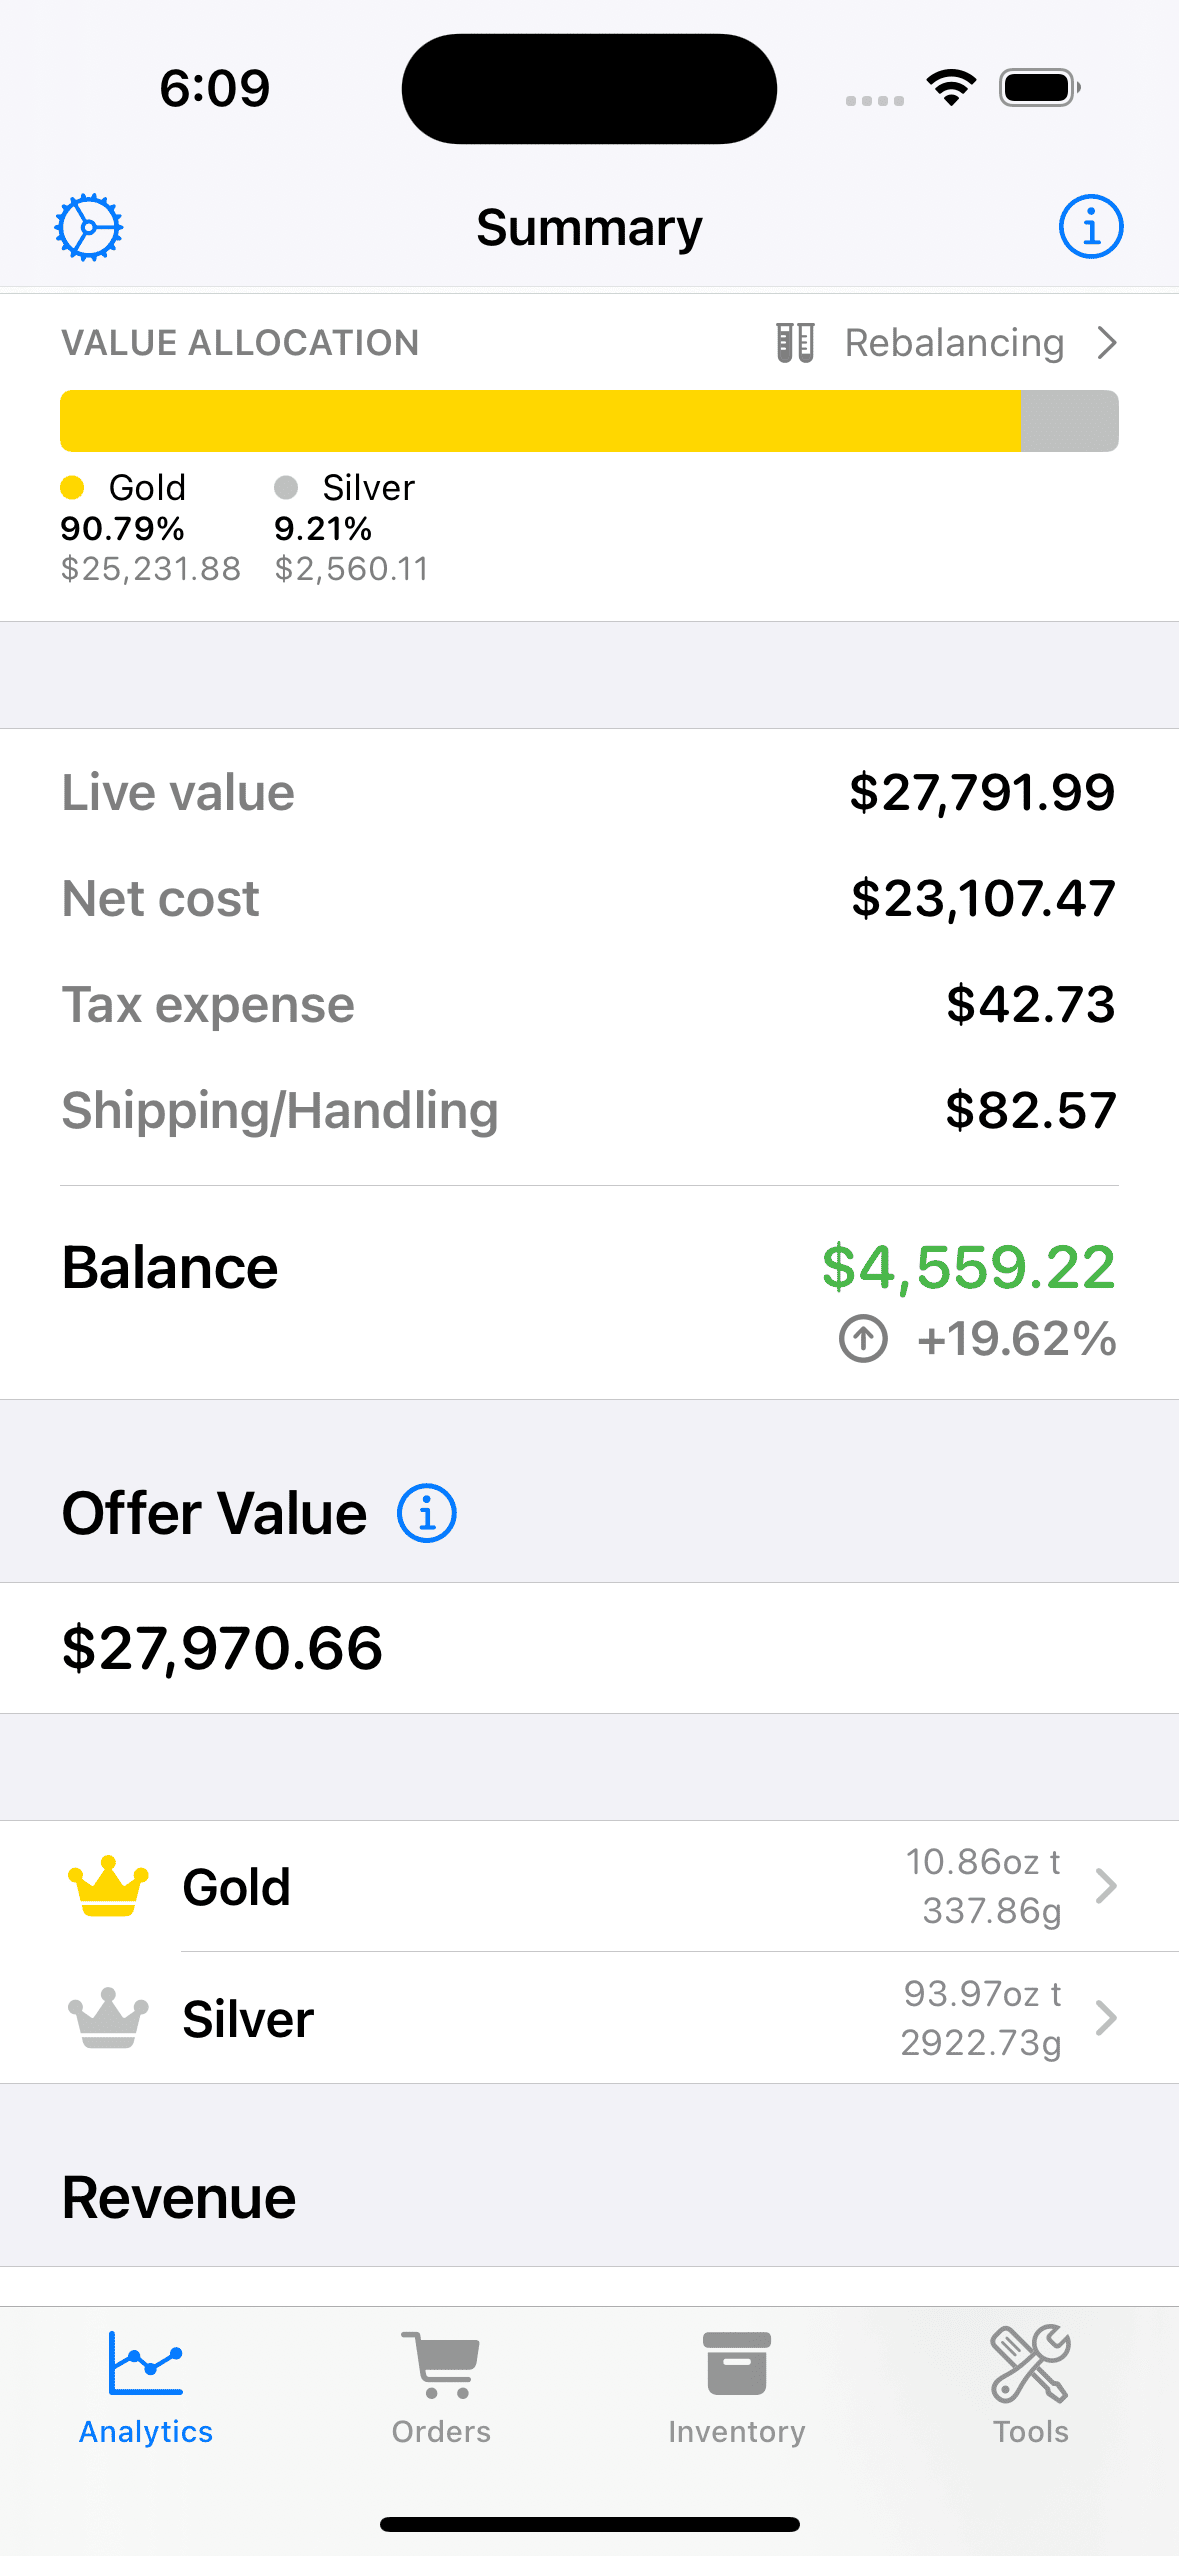 6:09
Summary
VALUE ALLOCATION Rebalancing
Gold Silver
90.79% 9.21%
$25,231.88 $2,560.11
Live value $27,791.99
Net cost $23,107.47
Tax expense $42.73
Shipping/Handling $82.57
Balance $4,559.22
+19.62%
Offer Value
$27,970.66
Gold 10.86oz t
337.86g
Silver 93.97oz t
2922.73g
Revenue
Analytics Orders Inventory Tools